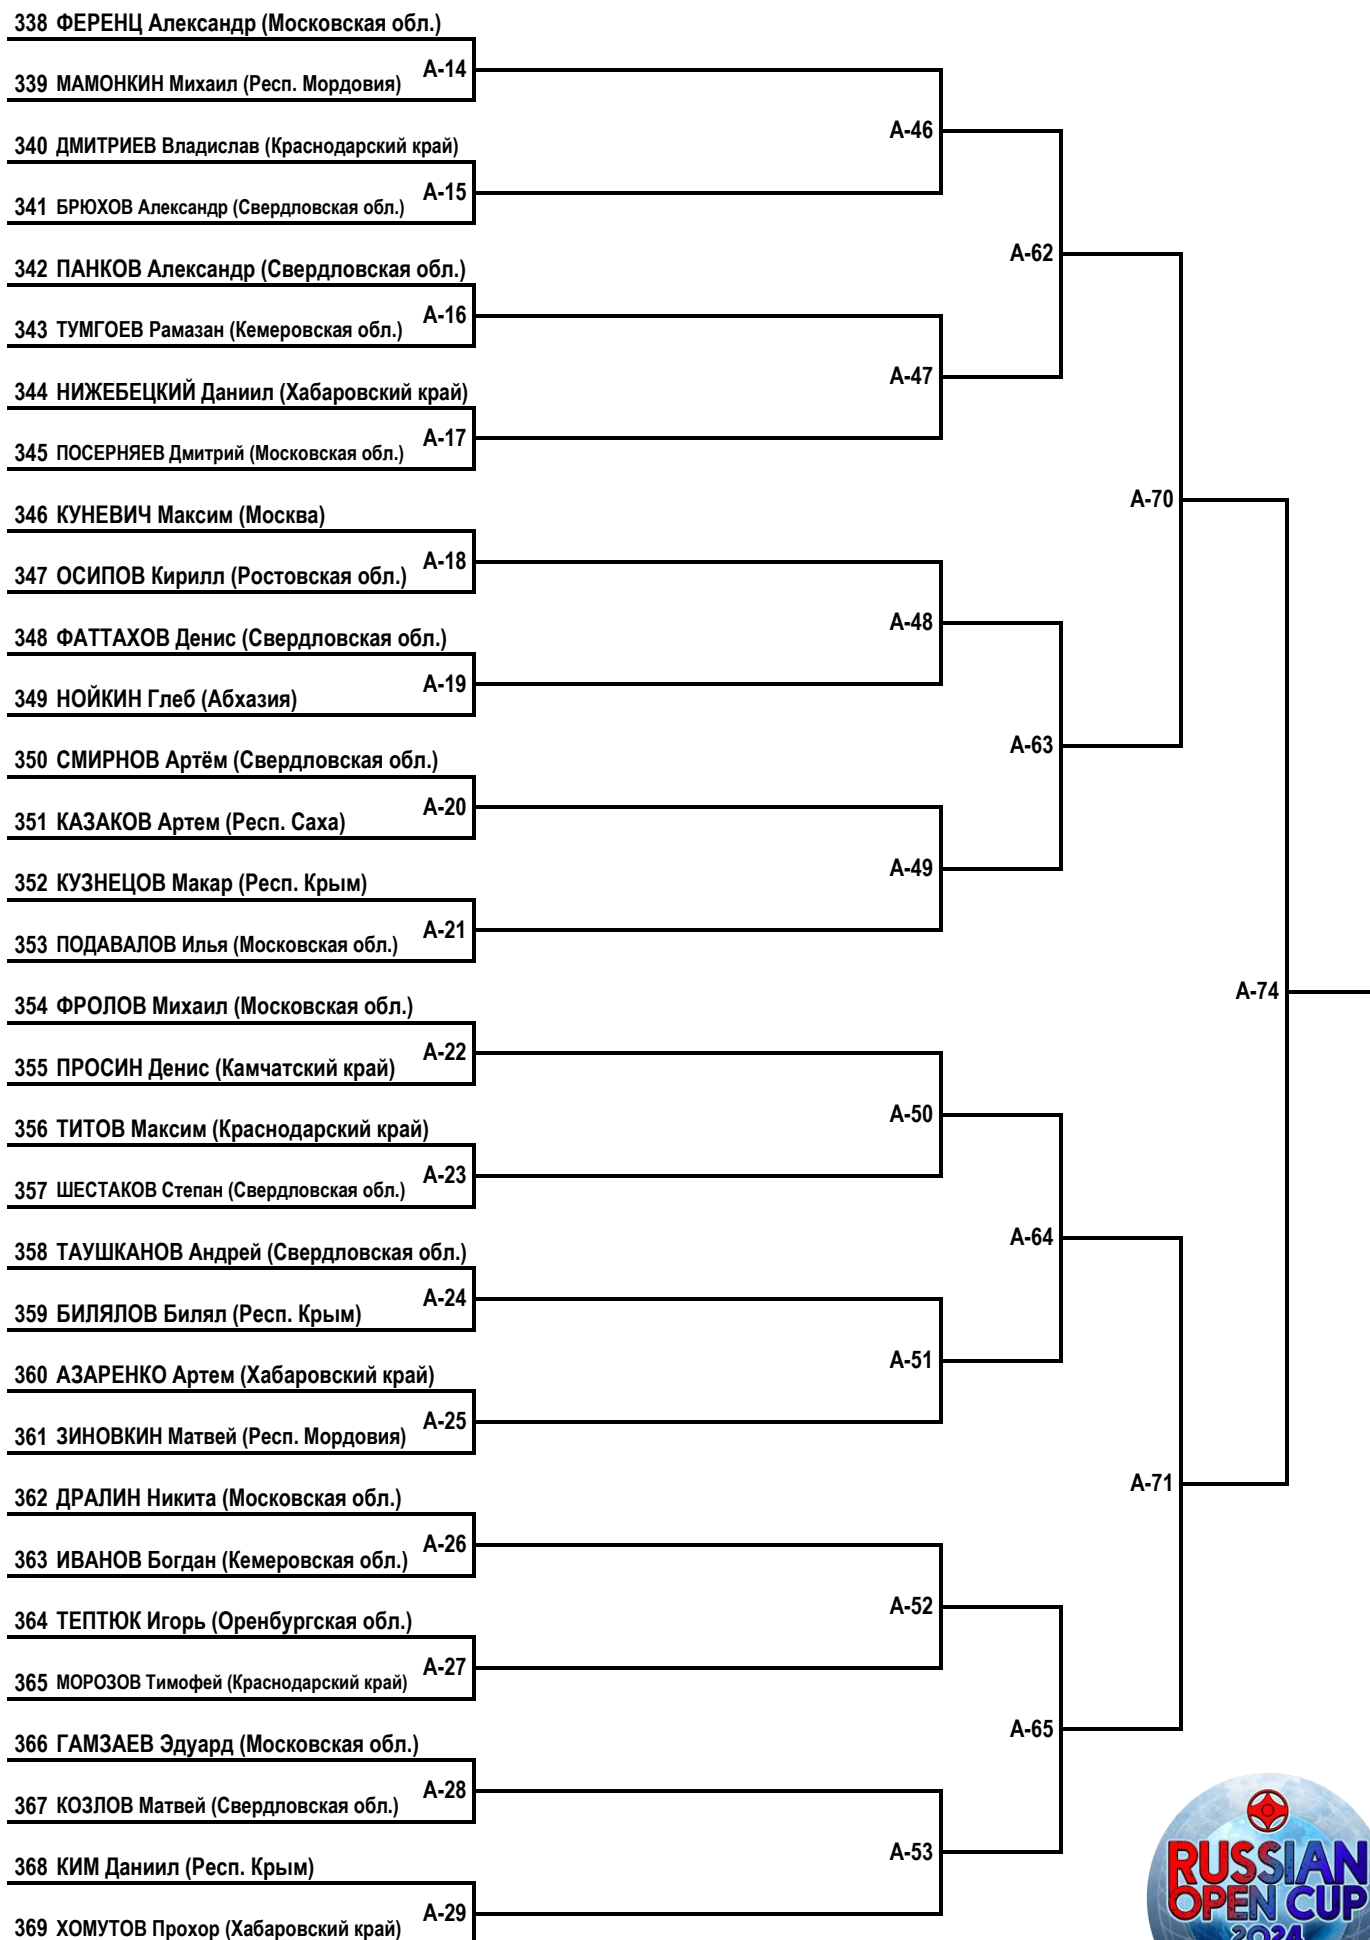 338 ФЕРЕНЦ Александр (Московская обл.)
A-14
339 МАМОНКИН Михаил (Респ. Мордовия)
A-46
340 ДМИТРИЕВ Владислав (Краснодарский край)
A-15
341 БРЮХОВ Александр (Свердловская обл.)
A-62
342 ПАНКОВ Александр (Свердловская обл.)
A-16
343 ТУМГОЕВ Рамазан (Кемеровская обл.)
A-47
344 НИЖЕБЕЦКИЙ Даниил (Хабаровский край)
A-17
345 ПОСЕРНЯЕВ Дмитрий (Московская обл.)
A-70
346 КУНЕВИЧ Максим (Москва)
A-18
347 ОСИПОВ Кирилл (Ростовская обл.)
A-48
348 ФАТТАХОВ Денис (Свердловская обл.)
A-19
349 НОЙКИН Глеб (Абхазия)
A-63
350 СМИРНОВ Артём (Свердловская обл.)
A-20
351 КАЗАКОВ Артем (Респ. Саха)
A-49
352 КУЗНЕЦОВ Макар (Респ. Крым)
A-21
353 ПОДАВАЛОВ Илья (Московская обл.)
A-74
354 ФРОЛОВ Михаил (Московская обл.)
A-22
355 ПРОСИН Денис (Камчатский край)
A-50
356 ТИТОВ Максим (Краснодарский край)
A-23
357 ШЕСТАКОВ Степан (Свердловская обл.)
A-64
358 ТАУШКАНОВ Андрей (Свердловская обл.)
A-24
359 БИЛЯЛОВ Билял (Респ. Крым)
A-51
360 АЗАРЕНКО Артем (Хабаровский край)
A-25
361 ЗИНОВКИН Матвей (Респ. Мордовия)
A-71
362 ДРАЛИН Никита (Московская обл.)
A-26
363 ИВАНОВ Богдан (Кемеровская обл.)
A-52
364 ТЕПТЮК Игорь (Оренбургская обл.)
A-27
365 МОРОЗОВ Тимофей (Краснодарский край)
A-65
366 ГАМЗАЕВ Эдуард (Московская обл.)
A-28
367 КОЗЛОВ Матвей (Свердловская обл.)
A-53
368 КИМ Даниил (Респ. Крым)
A-29
369 ХОМУТОВ Прохор (Хабаровский край)
RUSSIAN
OPEN CUP
2024